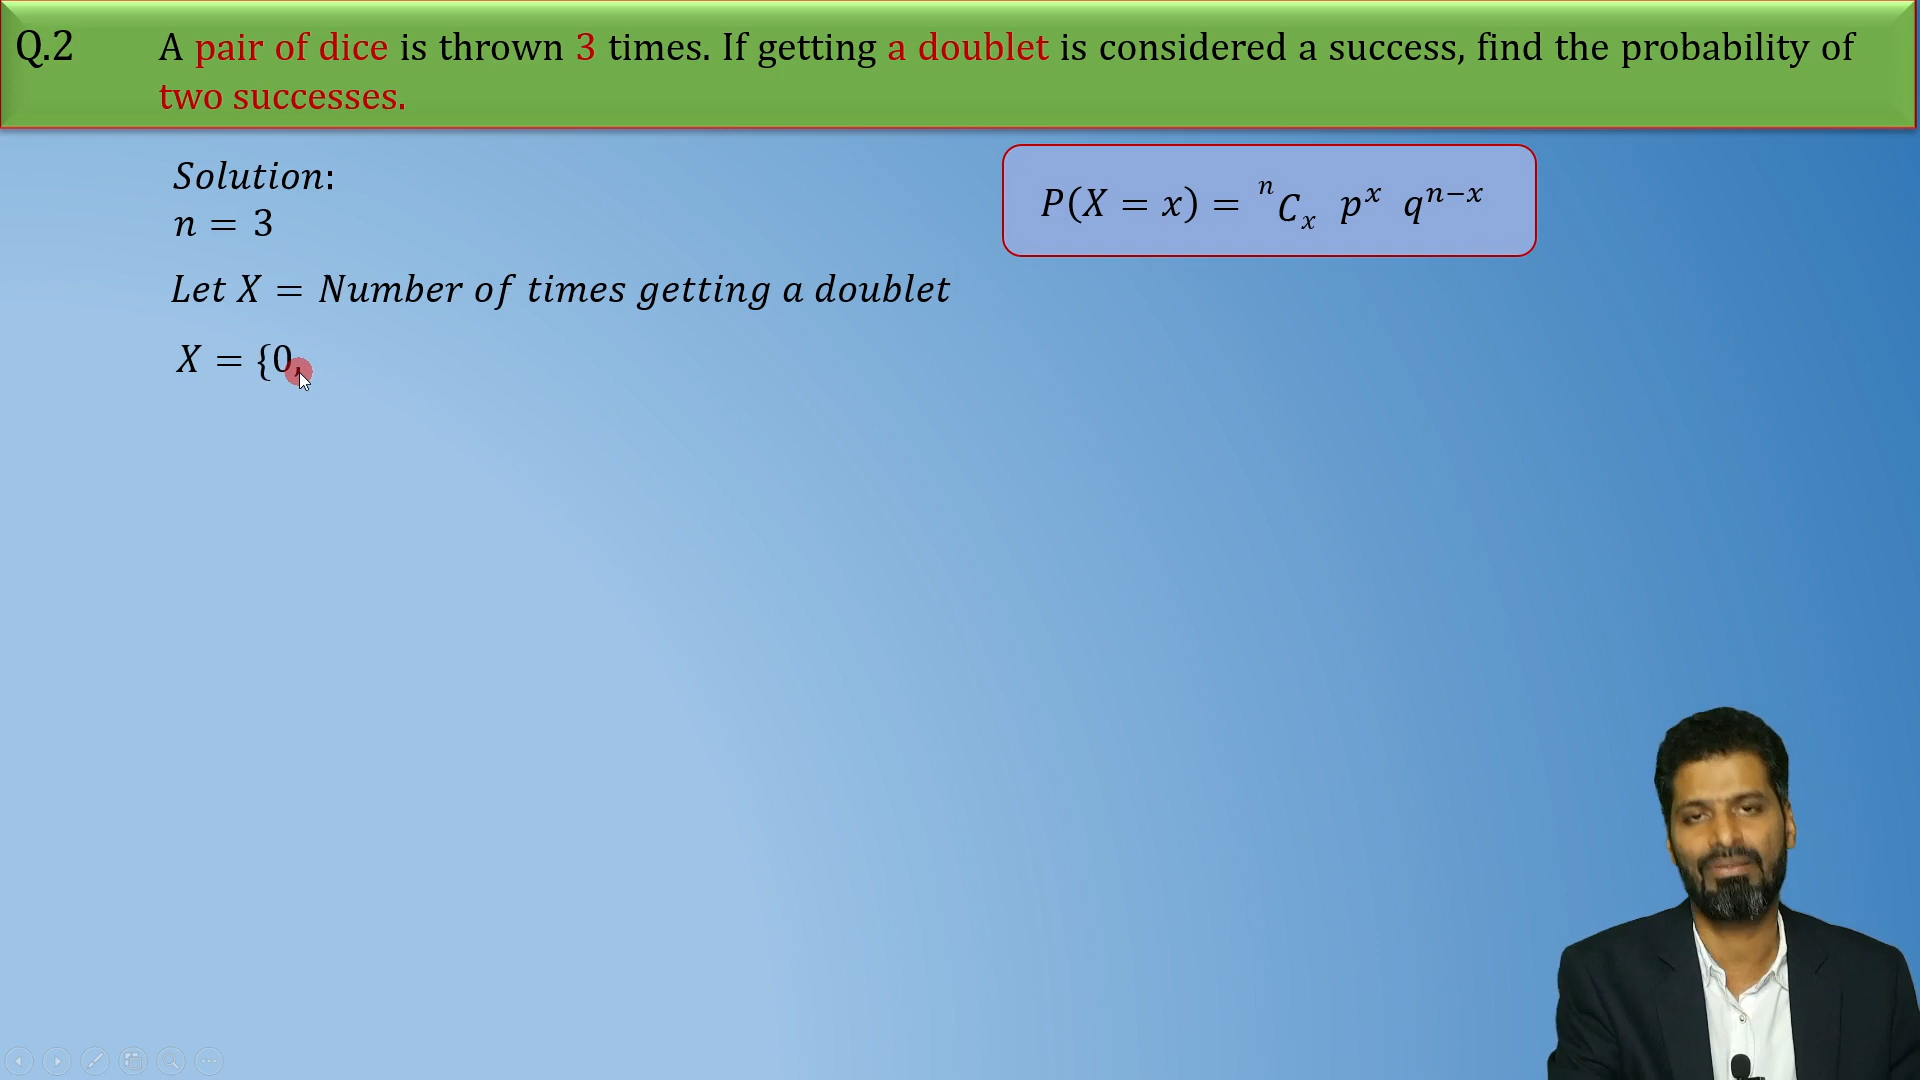 Q.2 A pair of dice is thrown 3 times. If getting a doublet is considered a success, find the probability of
two successes.
Solution:
n = 3
P(X = x) = ⁿCₓ pˣ qⁿ⁻ˣ
Let X = Number of times getting a doublet
X = {0,